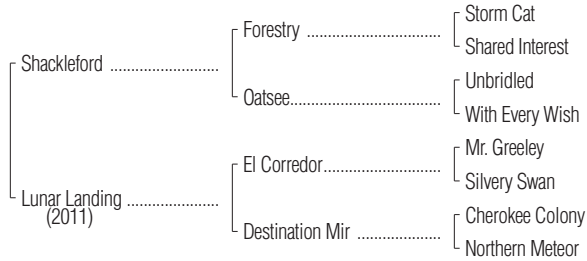 Storm Cat
Forestry
Shared Interest
Shackleford
Unbridled
Oatsee
With Every Wish
Mr. Greeley
El Corredor
Silvery Swan
Lunar Landing
(2011)
Cherokee Colony
Destination Mir
Northern Meteor